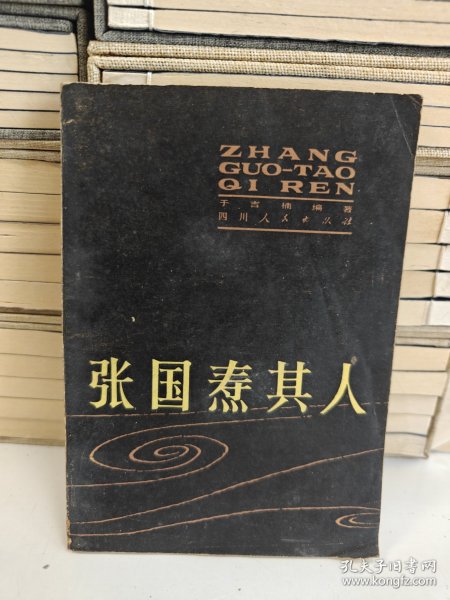 ZHANG
GUO-TAO
QI REN
于吉楠编著
四川人民出版社
张国焘其人
孔夫子旧书网
www.kongfz.com